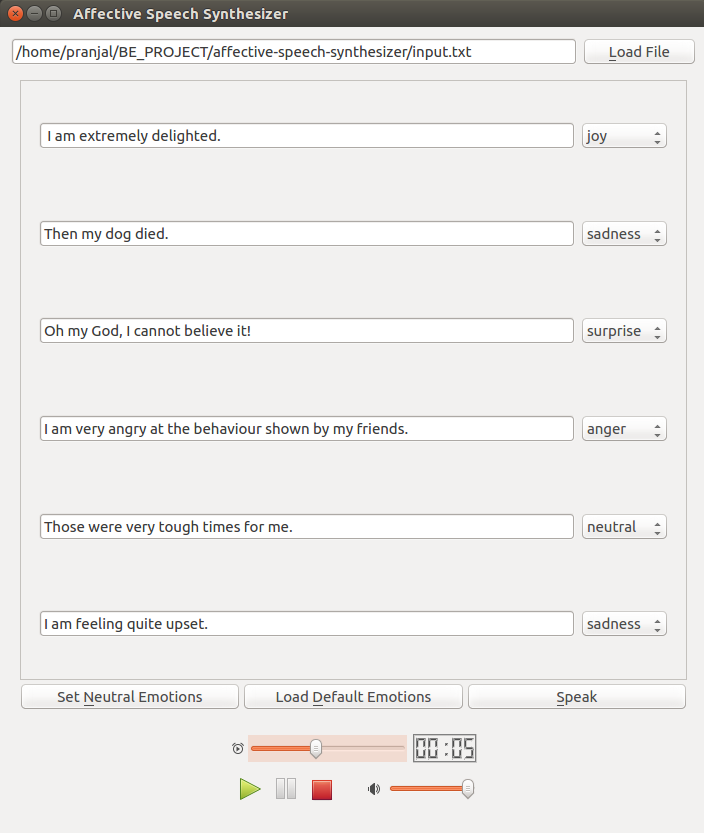 Affective Speech Synthesizer
/home/pranjal/BE_PROJECT/affective-speech-synthesizer/input.txt Load File
I am extremely delighted. joy
Then my dog died. sadness
Oh my God, I cannot believe it! surprise
I am very angry at the behaviour shown by my friends. anger
Those were very tough times for me. neutral
I am feeling quite upset. sadness
Set Neutral Emotions Load Default Emotions Speak
00:05